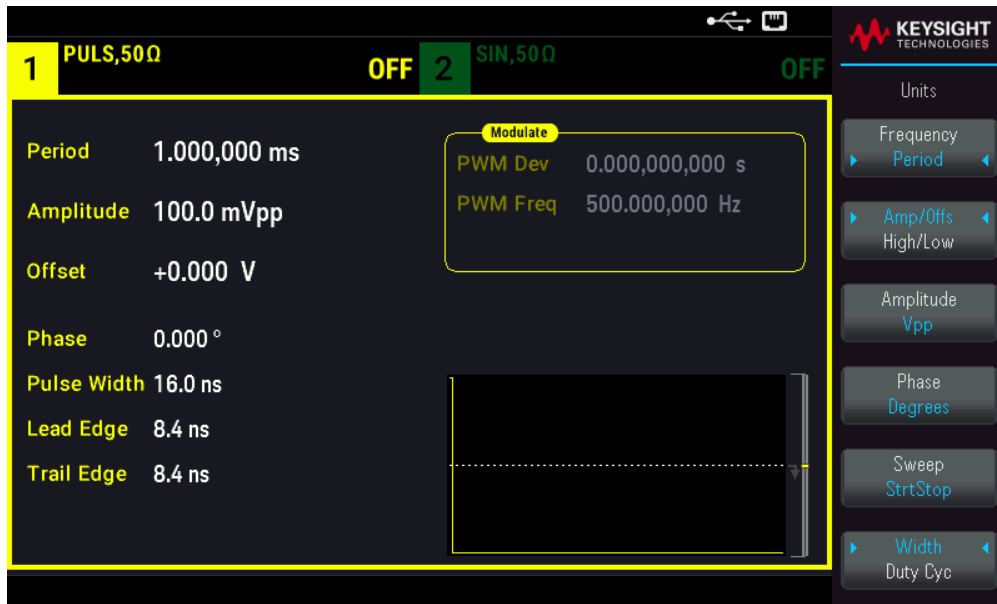 KEYSIGHT
TECHNOLOGIES
1 PULS,50Ω OFF 2 SIN,50Ω OFF
Period 1.000,000 ms
Amplitude 100.0 mVpp
Offset +0.000 V
Phase 0.000 °
Pulse Width 16.0 ns
Lead Edge 8.4 ns
Trail Edge 8.4 ns
Modulate
PWM Dev 0.000,000,000 s
PWM Freq 500.000,000 Hz
Units
Frequency
Period
Amp/Offs
High/Low
Amplitude
Vpp
Phase
Degrees
Sweep
StrtStop
Width
Duty Cyc